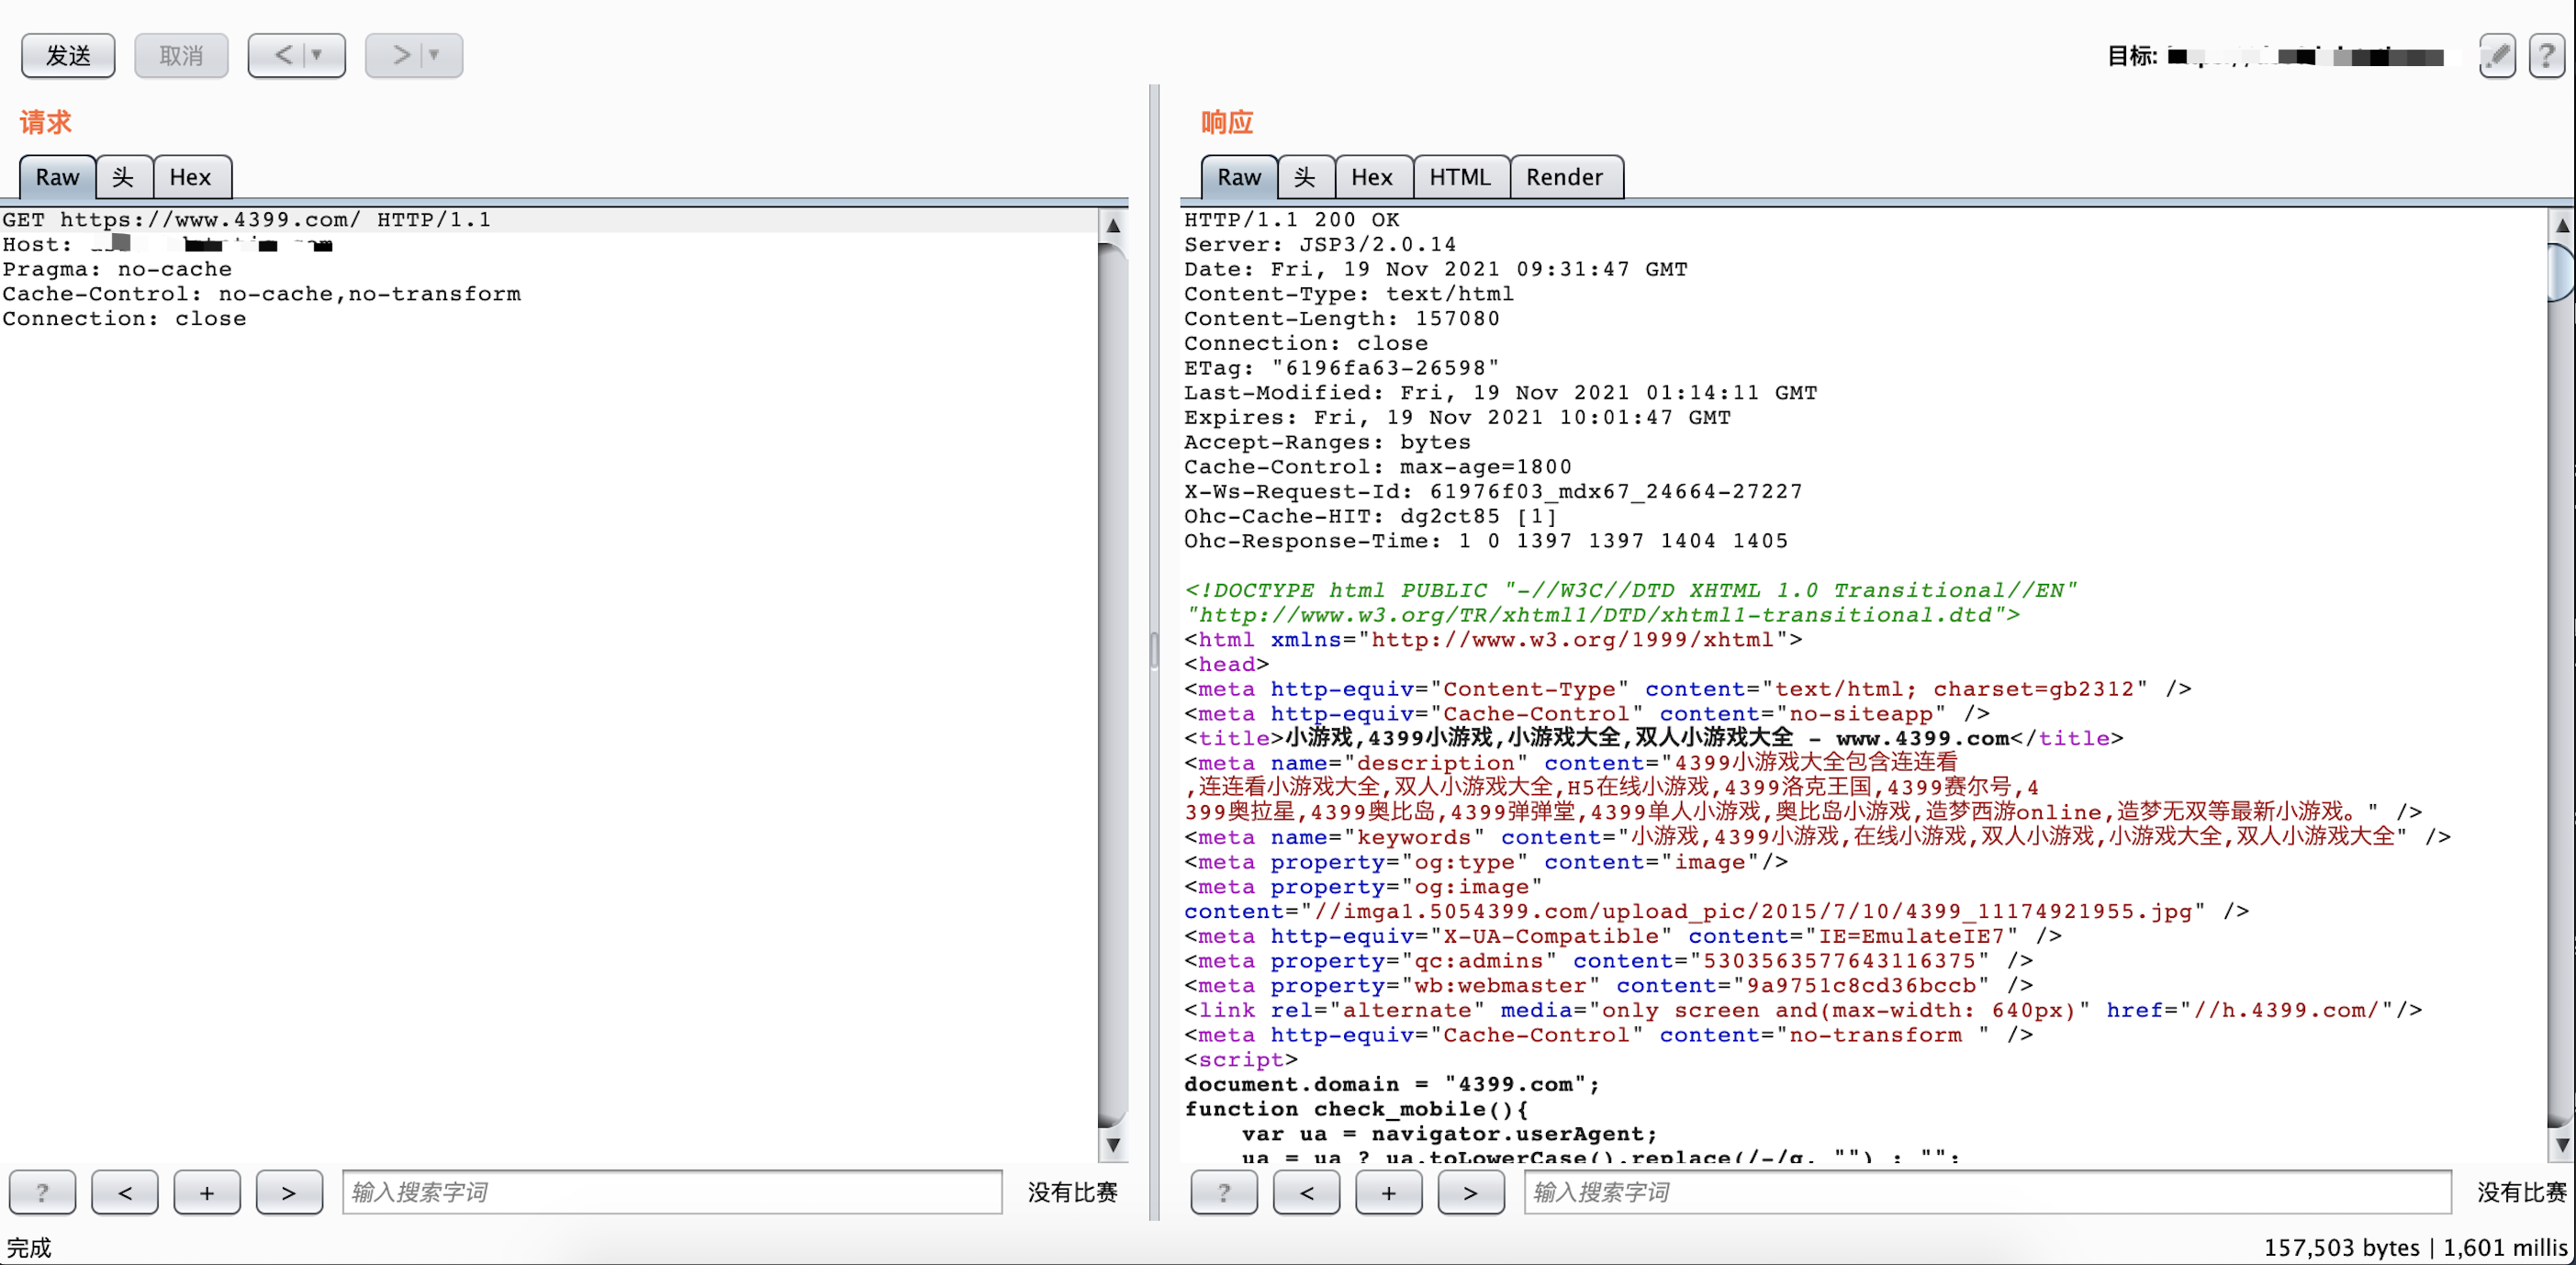 发送 取消 < ▼ > ▼ 目标: ?
请求
Raw 头 Hex
GET https://www.4399.com/ HTTP/1.1
Host:
Pragma: no-cache
Cache-Control: no-cache,no-transform
Connection: close
? < + > 输入搜索字词 没有比赛
完成
响应
Raw 头 Hex HTML Render
HTTP/1.1 200 OK
Server: JSP3/2.0.14
Date: Fri, 19 Nov 2021 09:31:47 GMT
Content-Type: text/html
Content-Length: 157080
Connection: close
ETag: "6196fa63-26598"
Last-Modified: Fri, 19 Nov 2021 01:14:11 GMT
Expires: Fri, 19 Nov 2021 10:01:47 GMT
Accept-Ranges: bytes
Cache-Control: max-age=1800
X-Ws-Request-Id: 61976f03_mdx67_24664-27227
Ohc-Cache-HIT: dg2ct85 [1]
Ohc-Response-Time: 1 0 1397 1397 1404 1405
<!DOCTYPE html PUBLIC "-//W3C//DTD XHTML 1.0 Transitional//EN"
"http://www.w3.org/TR/xhtml1/DTD/xhtml1-transitional.dtd">
<html xmlns="http://www.w3.org/1999/xhtml">
<head>
<meta http-equiv="Content-Type" content="text/html; charset=gb2312" />
<meta http-equiv="Cache-Control" content="no-siteapp" />
<title>小游戏,4399小游戏,小游戏大全,双人小游戏大全 - www.4399.com</title>
<meta name="description" content="4399小游戏大全包含连连看
,连连看小游戏大全,双人小游戏大全,H5在线小游戏,4399洛克王国,4399赛尔号,4
399奥拉星,4399奥比岛,4399弹弹堂,4399单人小游戏,奥比岛小游戏,造梦西游online,造梦无双等最新小游戏。" />
<meta name="keywords" content="小游戏,4399小游戏,在线小游戏,双人小游戏,小游戏大全,双人小游戏大全" />
<meta property="og:type" content="image"/>
<meta property="og:image"
content="//imga1.5054399.com/upload_pic/2015/7/10/4399_11174921955.jpg" />
<meta http-equiv="X-UA-Compatible" content="IE=EmulateIE7" />
<meta property="qc:admins" content="5303563577643116375" />
<meta property="wb:webmaster" content="9a9751c8cd36bccb" />
<link rel="alternate" media="only screen and(max-width: 640px)" href="//h.4399.com/"/>
<meta http-equiv="Cache-Control" content="no-transform " />
<script>
document.domain = "4399.com";
function check_mobile(){
var ua = navigator.userAgent;
ua = ua ? ua.toLowerCase().replace(/-/g, "") : "";
? < + > 输入搜索字词 没有比赛
157,503 bytes | 1,601 millis